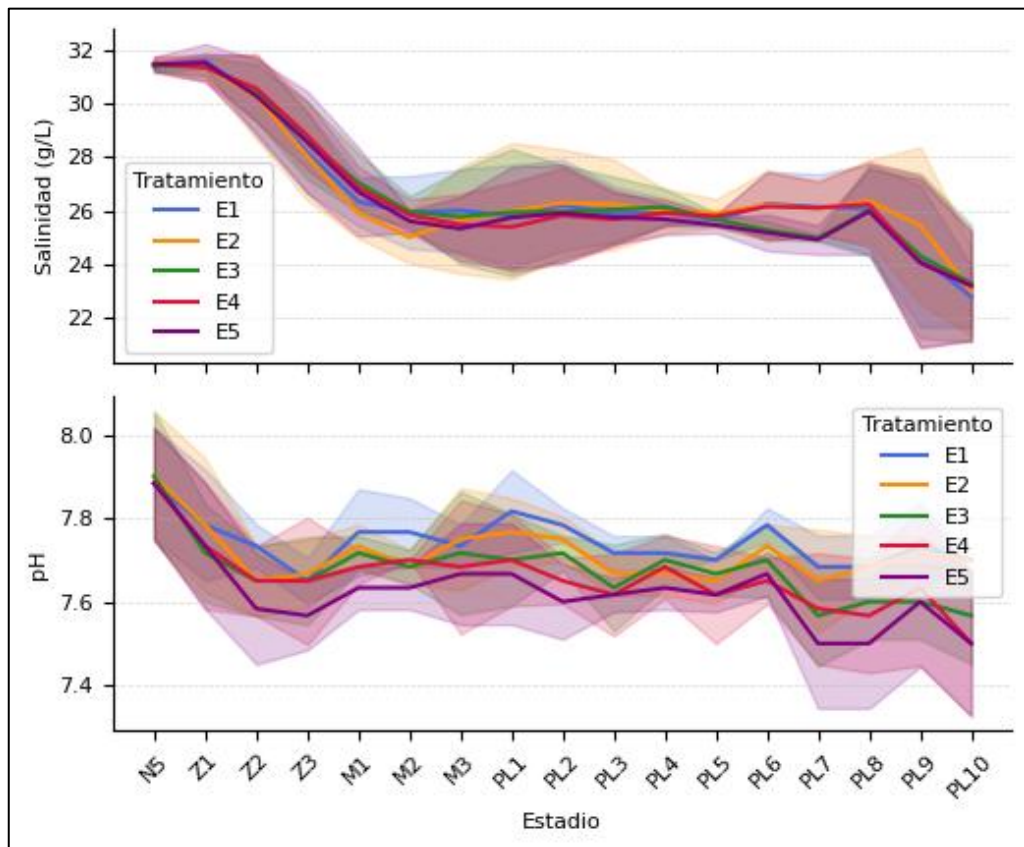 32
30
28
26
24
22
Salinidad (g/L)
Tratamiento
E1
E2
E3
E4
E5
8.0
7.8
7.6
7.4
pH
Tratamiento
E1
E2
E3
E4
E5
N5 Z1 Z2 Z3 M1 M2 M3 PL1 PL2 PL3 PL4 PL5 PL6 PL7 PL8 PL9 PL10
Estadio